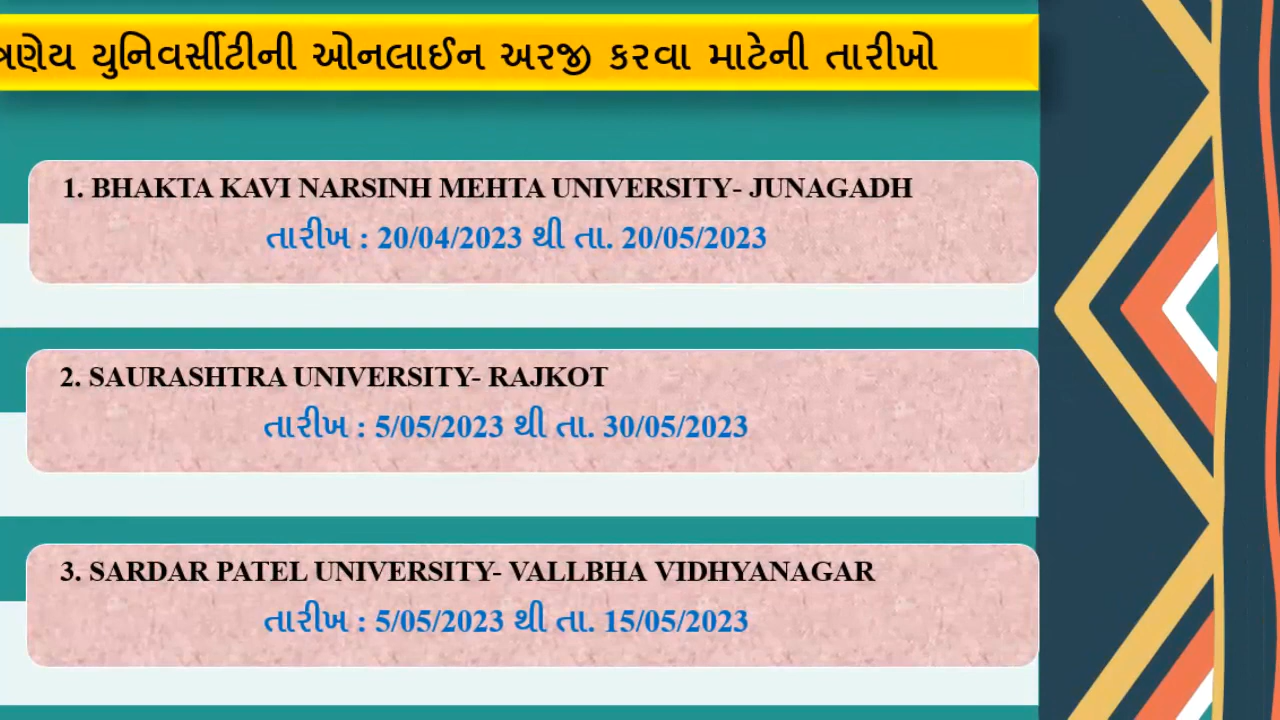 ત્રણેય યુનિવર્સીટીની ઓનલાઈન અરજી કરવા માટેની તારીખો
1. BHAKTA KAVI NARSINH MEHTA UNIVERSITY- JUNAGADH
તારીખ : 20/04/2023 થી તા. 20/05/2023
2. SAURASHTRA UNIVERSITY- RAJKOT
તારીખ : 5/05/2023 થી તા. 30/05/2023
3. SARDAR PATEL UNIVERSITY- VALLBHA VIDHYANAGAR
તારીખ : 5/05/2023 થી તા. 15/05/2023